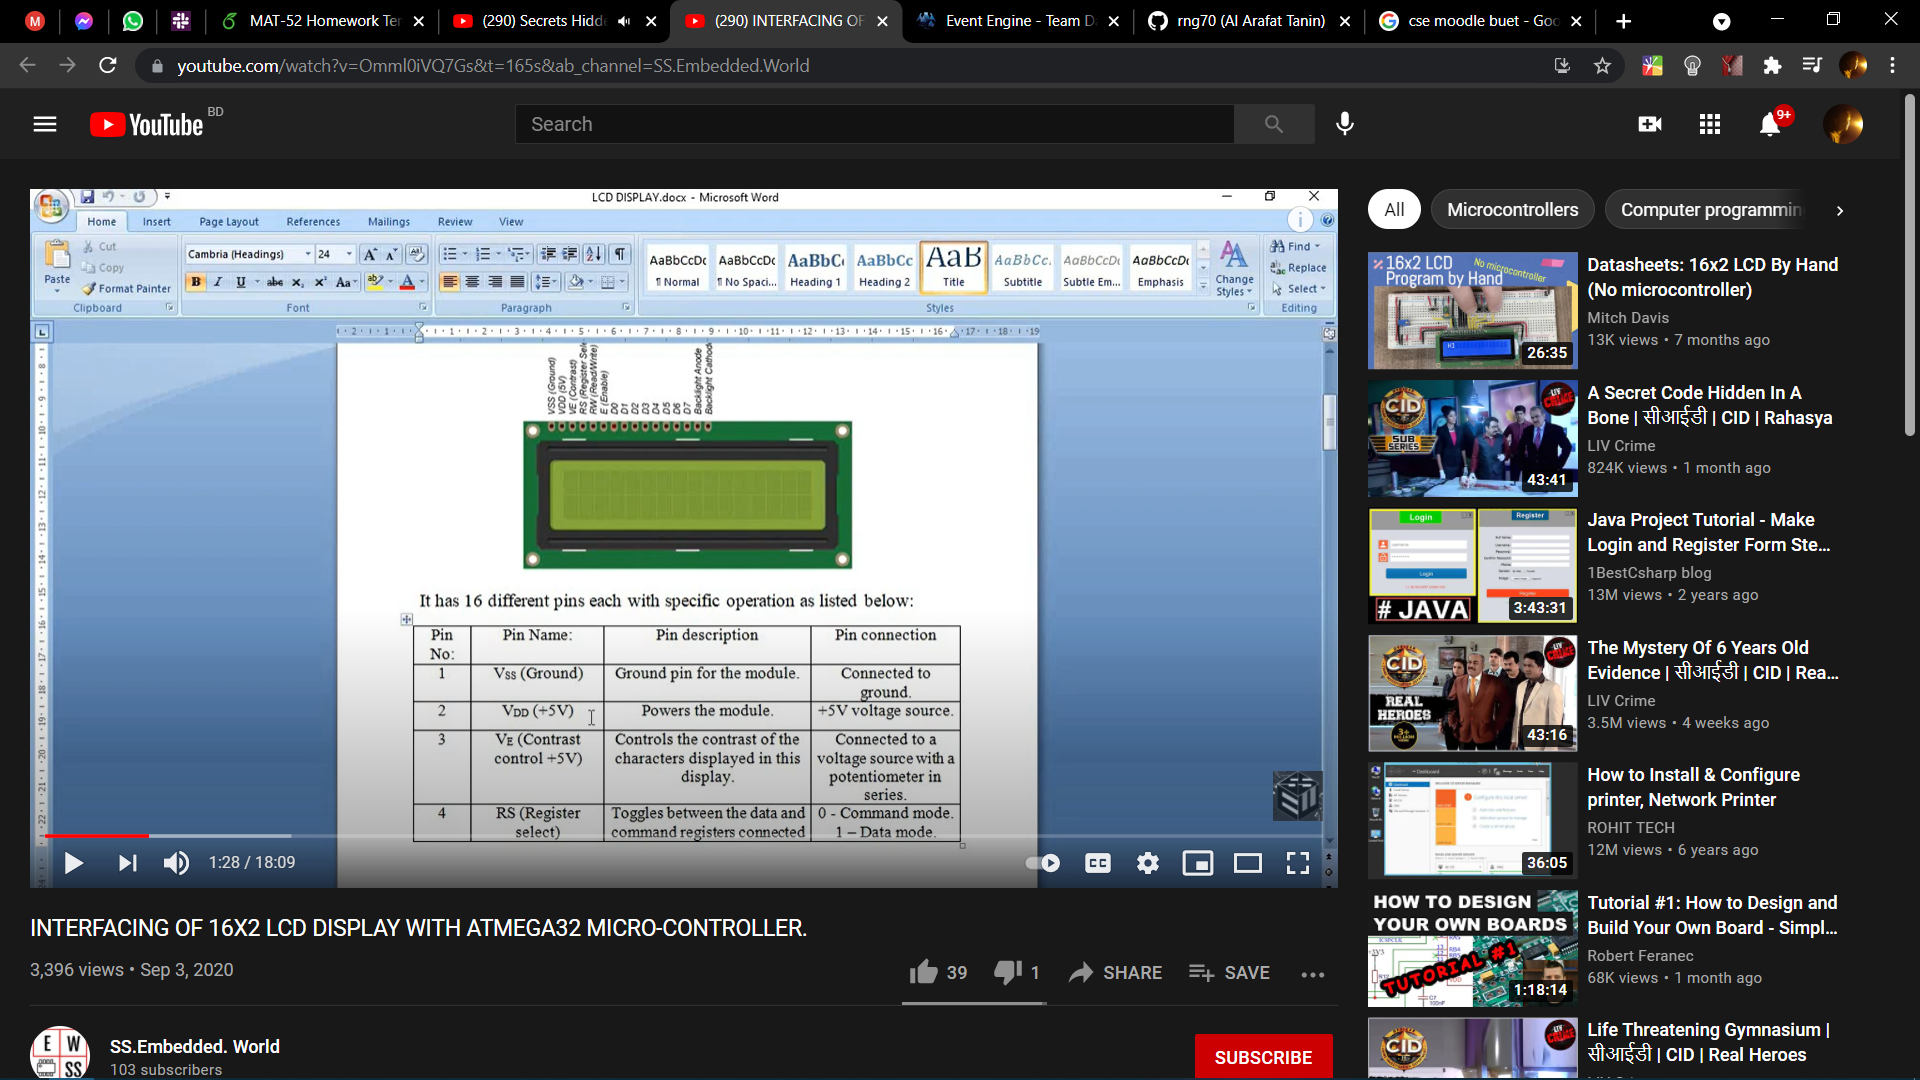 MAT-52 Homework Ter
(290) Secrets Hidde
(290) INTERFACING OF
Event Engine - Team D
rng70 (Al Arafat Tanin)
cse moodle buet - Goo
youtube.com/watch?v=Omml0iVQ7Gs&t=165s&ab_channel=SS.Embedded.World
YouTube BD
Search
9+
LCD DISPLAY.docx - Microsoft Word
Home Insert Page Layout References Mailings Review View
Paste
Cut
Copy
Format Painter
Clipboard
Cambria (Headings) 24
Font
Paragraph
AaBbCcDc AaBbCcDc AaBbC AaBbCc AaB AaBbCc. AaBbCcDc AaBbCcDc
¶ Normal ¶ No Spaci... Heading 1 Heading 2 Title Subtitle Subtle Em... Emphasis
Styles
Change Styles
Find
Replace
Select
Editing
VSS (Ground)
VDD (5V)
VE (Contrast)
RS (Register Sele
RW (Read/Write)
E (Enable)
D0
D1
D2
D3
D4
D5
D6
D7
Backlight Anode
Backlight Cathode
It has 16 different pins each with specific operation as listed below:
Pin No: Pin Name: Pin description Pin connection
1 VSS (Ground) Ground pin for the module. Connected to ground.
2 VDD (+5V) Powers the module. +5V voltage source.
3 VE (Contrast control +5V) Controls the contrast of the characters displayed in this display. Connected to a voltage source with a potentiometer in series.
4 RS (Register select) Toggles between the data and command registers connected 0 - Command mode. 1 – Data mode.
1:28 / 18:09
CC
INTERFACING OF 16X2 LCD DISPLAY WITH ATMEGA32 MICRO-CONTROLLER.
3,396 views • Sep 3, 2020
39 1 SHARE SAVE
E W SS
SS.Embedded. World
103 subscribers
SUBSCRIBE
All Microcontrollers Computer programmin
16x2 LCD
Program by Hand
No microcontroller
26:35
Datasheets: 16x2 LCD By Hand
(No microcontroller)
Mitch Davis
13K views • 7 months ago
CID
SUB SERIES
LIV CRIME
43:41
A Secret Code Hidden In A
Bone | सीआईडी | CID | Rahasya
LIV Crime
824K views • 1 month ago
Login
Register
# JAVA
3:43:31
Java Project Tutorial - Make
Login and Register Form Ste...
1BestCsharp blog
13M views • 2 years ago
CID
REAL HEROES
43:16
The Mystery Of 6 Years Old
Evidence | सीआईडी | CID | Rea...
LIV Crime
3.5M views • 4 weeks ago
36:05
How to Install & Configure
printer, Network Printer
ROHIT TECH
12M views • 6 years ago
HOW TO DESIGN
YOUR OWN BOARDS
TUTORIAL #1
1:18:14
Tutorial #1: How to Design and
Build Your Own Board - Simpl...
Robert Feranec
68K views • 1 month ago
CID
Life Threatening Gymnasium |
सीआईडी | CID | Real Heroes